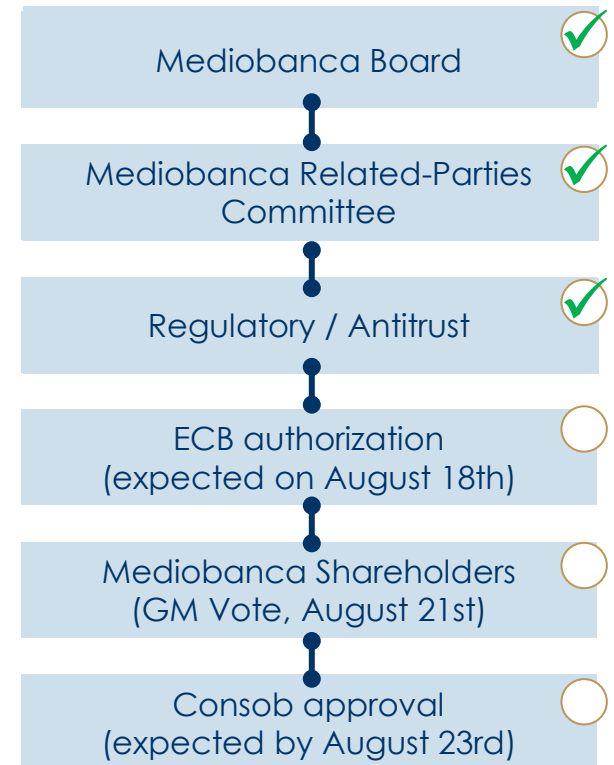 Mediobanca Board
Mediobanca Related-Parties
Committee
Regulatory / Antitrust
ECB authorization
(expected on August 18th)
Mediobanca Shareholders
(GM Vote, August 21st)
Consob approval
(expected by August 23rd)